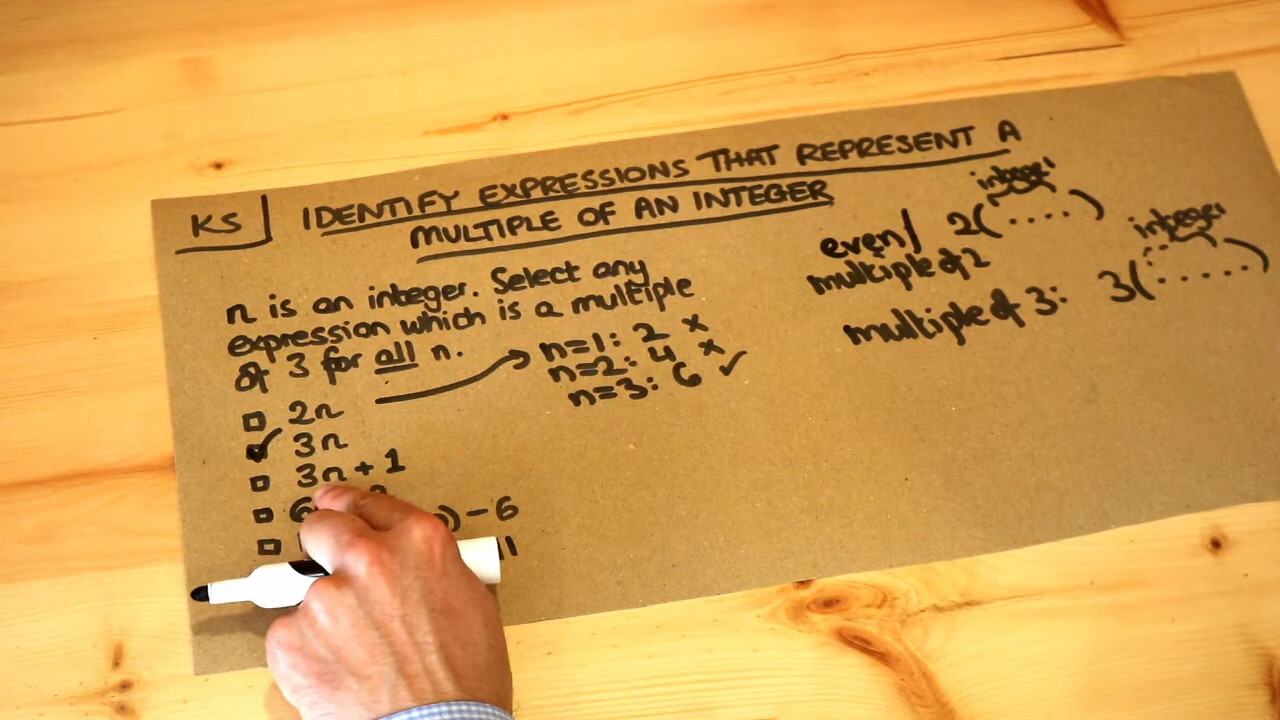 KS
IDENTIFY EXPRESSIONS THAT REPRESENT A
MULTIPLE OF AN INTEGER
n is an integer. Select any
expression which is a multiple
of 3 for all n.
2n
3n
3n + 1
6
) - 6
11
n=1: 2 ×
n=2: 4 ×
n=3: 6 ✓
integer
even/ 2(....)
multiple of 2
integer
multiple of 3: 3(.....)